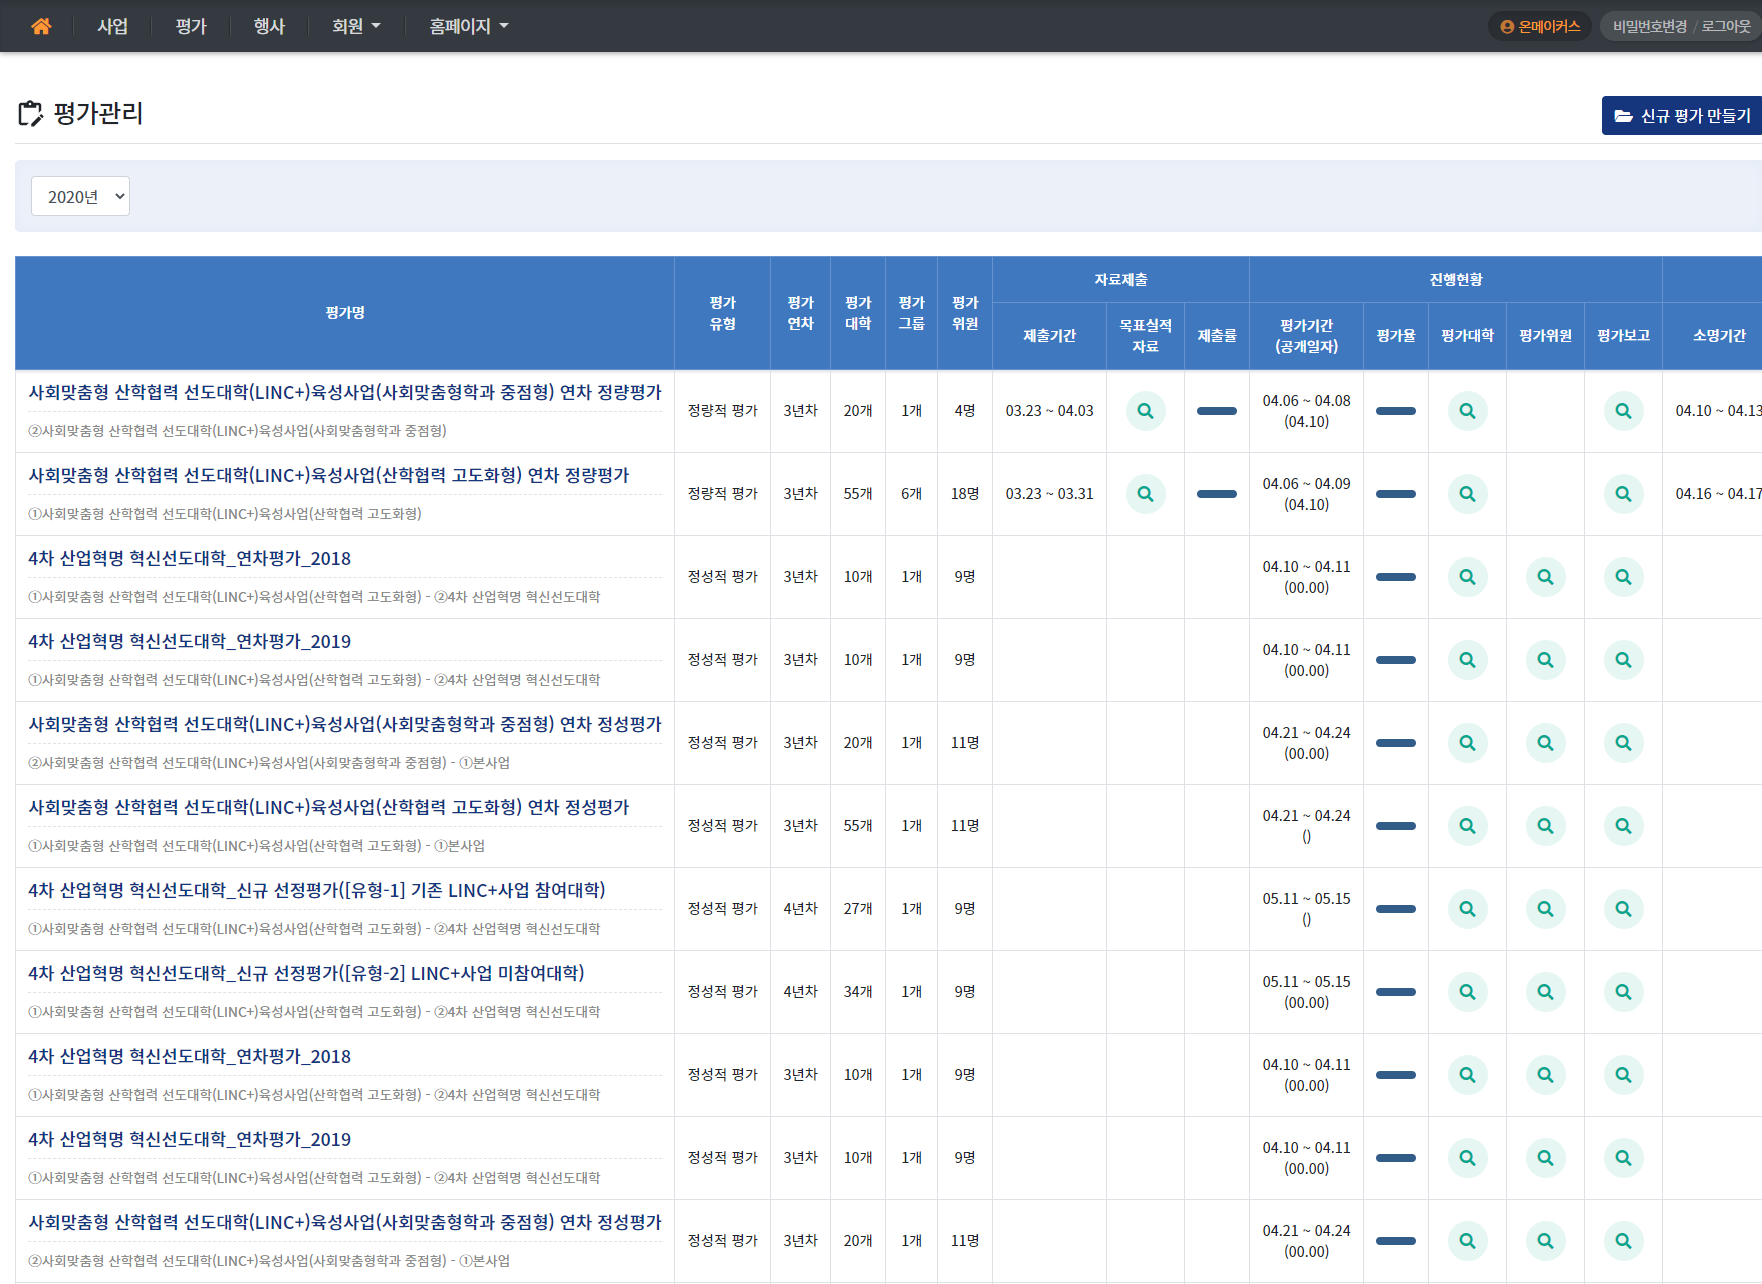 사업 평가 행사 회원 홈페이지 온메이커스 비밀번호변경 / 로그아웃
평가관리 신규 평가 만들기
2020년
평가명 평가 유형 평가 연차 평가 대학 평가 그룹 평가 위원 자료제출 진행현황
제출기간 목표실적 자료 제출률 평가기간 (공개일자) 평가율 평가대학 평가위원 평가보고 소명기간
사회맞춤형 산학협력 선도대학(LINC+)육성사업(사회맞춤형학과 중점형) 연차 정량평가
②사회맞춤형 산학협력 선도대학(LINC+)육성사업(사회맞춤형학과 중점형)
정량적 평가 3년차 20개 1개 4명 03.23 ~ 04.03 04.06 ~ 04.08 (04.10) 04.10 ~ 04.13
사회맞춤형 산학협력 선도대학(LINC+)육성사업(산학협력 고도화형) 연차 정량평가
①사회맞춤형 산학협력 선도대학(LINC+)육성사업(산학협력 고도화형)
정량적 평가 3년차 55개 6개 18명 03.23 ~ 03.31 04.06 ~ 04.09 (04.10) 04.16 ~ 04.17
4차 산업혁명 혁신선도대학_연차평가_2018
①사회맞춤형 산학협력 선도대학(LINC+)육성사업(산학협력 고도화형) - ②4차 산업혁명 혁신선도대학
정성적 평가 3년차 10개 1개 9명 04.10 ~ 04.11 (00.00)
4차 산업혁명 혁신선도대학_연차평가_2019
①사회맞춤형 산학협력 선도대학(LINC+)육성사업(산학협력 고도화형) - ②4차 산업혁명 혁신선도대학
정성적 평가 3년차 10개 1개 9명 04.10 ~ 04.11 (00.00)
사회맞춤형 산학협력 선도대학(LINC+)육성사업(사회맞춤형학과 중점형) 연차 정성평가
②사회맞춤형 산학협력 선도대학(LINC+)육성사업(사회맞춤형학과 중점형) - ①본사업
정성적 평가 3년차 20개 1개 11명 04.21 ~ 04.24 (00.00)
사회맞춤형 산학협력 선도대학(LINC+)육성사업(산학협력 고도화형) 연차 정성평가
①사회맞춤형 산학협력 선도대학(LINC+)육성사업(산학협력 고도화형) - ①본사업
정성적 평가 3년차 55개 1개 11명 04.21 ~ 04.24 ()
4차 산업혁명 혁신선도대학_신규 선정평가([유형-1] 기존 LINC+사업 참여대학)
①사회맞춤형 산학협력 선도대학(LINC+)육성사업(산학협력 고도화형) - ②4차 산업혁명 혁신선도대학
정성적 평가 4년차 27개 1개 9명 05.11 ~ 05.15 ()
4차 산업혁명 혁신선도대학_신규 선정평가([유형-2] LINC+사업 미참여대학)
①사회맞춤형 산학협력 선도대학(LINC+)육성사업(산학협력 고도화형) - ②4차 산업혁명 혁신선도대학
정성적 평가 4년차 34개 1개 9명 05.11 ~ 05.15 (00.00)
4차 산업혁명 혁신선도대학_연차평가_2018
①사회맞춤형 산학협력 선도대학(LINC+)육성사업(산학협력 고도화형) - ②4차 산업혁명 혁신선도대학
정성적 평가 3년차 10개 1개 9명 04.10 ~ 04.11 (00.00)
4차 산업혁명 혁신선도대학_연차평가_2019
①사회맞춤형 산학협력 선도대학(LINC+)육성사업(산학협력 고도화형) - ②4차 산업혁명 혁신선도대학
정성적 평가 3년차 10개 1개 9명 04.10 ~ 04.11 (00.00)
사회맞춤형 산학협력 선도대학(LINC+)육성사업(사회맞춤형학과 중점형) 연차 정성평가
②사회맞춤형 산학협력 선도대학(LINC+)육성사업(사회맞춤형학과 중점형) - ①본사업
정성적 평가 3년차 20개 1개 11명 04.21 ~ 04.24 (00.00)